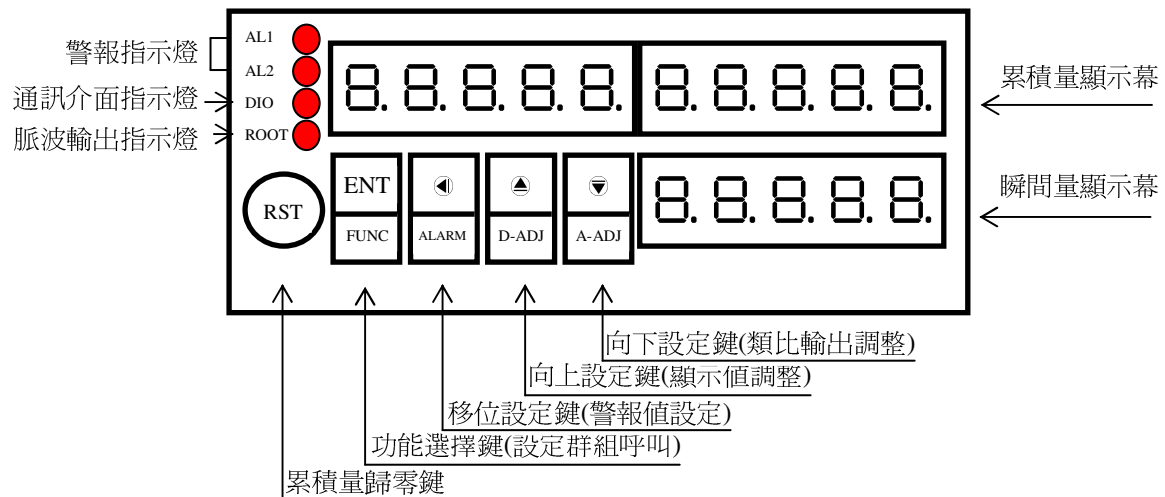 AL1
警報指示燈
AL2
累積量顯示幕
通訊介面指示燈
DIO
8.8.8.8.8. 8.8.8.8.8.
脈波輸出指示燈
ROOT
ENT
8.8.8.8.8.
瞬間量顯示幕
RST
FUNC
ALARM
D-ADJ
A-ADJ
向下設定鍵(類比輸出調整)
向上設定鍵(顯示值調整)
移位設定鍵(警報值設定)
功能選擇鍵(設定群組呼叫)
累積量歸零鍵